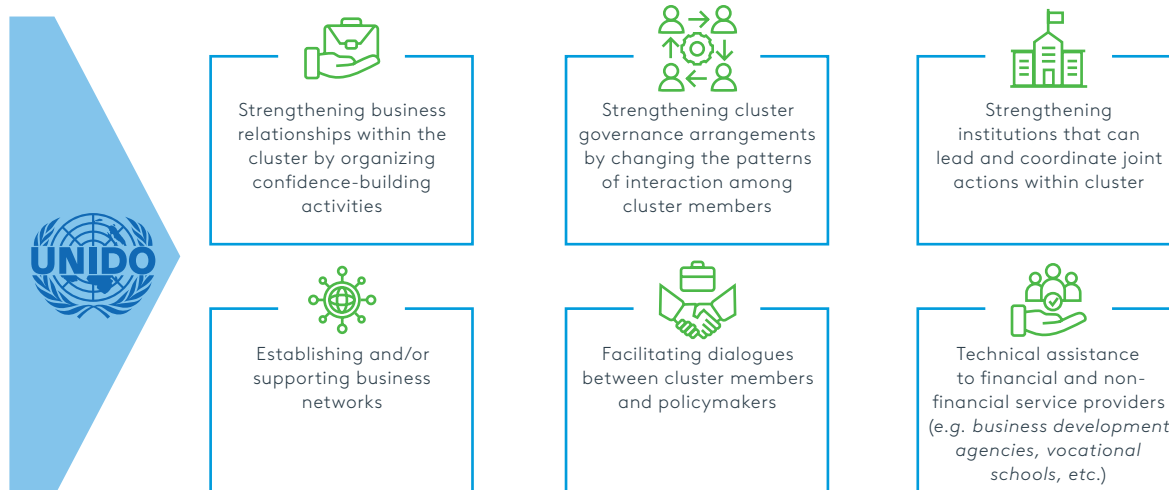 UNIDO
Strengthening business
relationships within the
cluster by organizing
confidence-building
activities
Strengthening cluster
governance arrangements
by changing the patterns
of interaction among
cluster members
Strengthening
institutions that can
lead and coordinate joint
actions within cluster
Establishing and/or
supporting business
networks
Facilitating dialogues
between cluster members
and policymakers
Technical assistance
to financial and non-
financial service providers
(e.g. business development
agencies, vocational
schools, etc.)